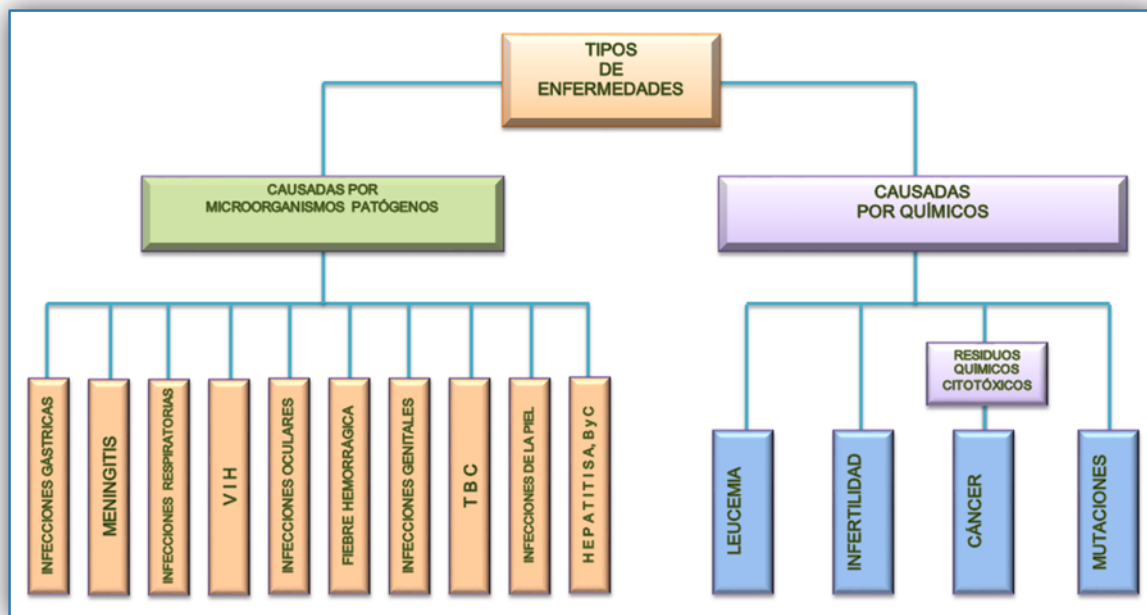 TIPOS
DE
ENFERMEDADES
CAUSADAS POR
MICROORGANISMOS PATÓGENOS
CAUSADAS
POR QUÍMICOS
INFECCIONES GÁSTRICAS
MENINGITIS
INFECCIONES RESPIRATORIAS
V I H
INFECCIONES OCULARES
FIEBRE HEMORRÁGICA
INFECCIONES GENITALES
T B C
INFECCIONES DE LA PIEL
H E P A T I T I S A, B y C
RESIDUOS
QUÍMICOS
CITOTÓXICOS
LEUCEMIA
INFERTILIDAD
CÁNCER
MUTACIONES